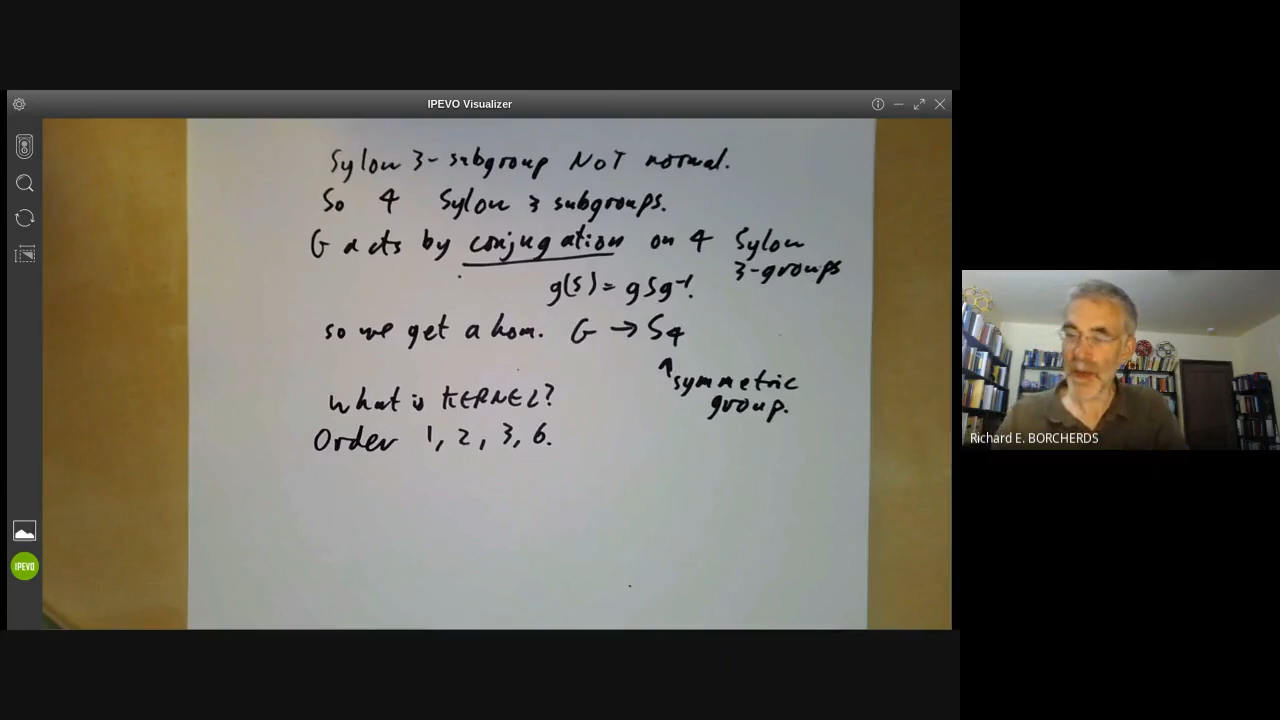 IPEVO Visualizer
Sylow 3-subgroup NOT normal.
So 4 Sylow 3 subgroups.
G acts by conjugation on 4 Sylow
3-groups
g(S) = gSg⁻¹.
so we get a hom. G → S₄
↑ symmetric
group.
What is KERNEL?
Order 1, 2, 3, 6.
IPEVO
Richard E. BORCHERDS